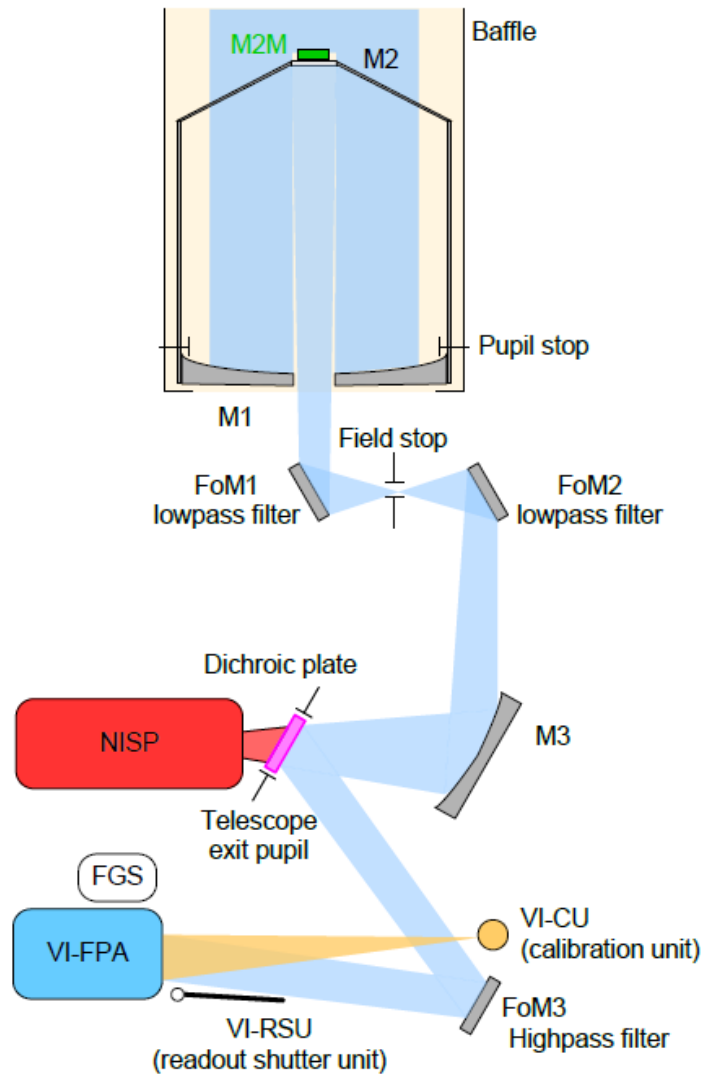 Baffle
M2M
M2
Pupil stop
M1
Field stop
FoM1
lowpass filter
FoM2
lowpass filter
Dichroic plate
NISP
M3
Telescope
exit pupil
FGS
VI-FPA
VI-CU
(calibration unit)
VI-RSU
(readout shutter unit)
FoM3
Highpass filter